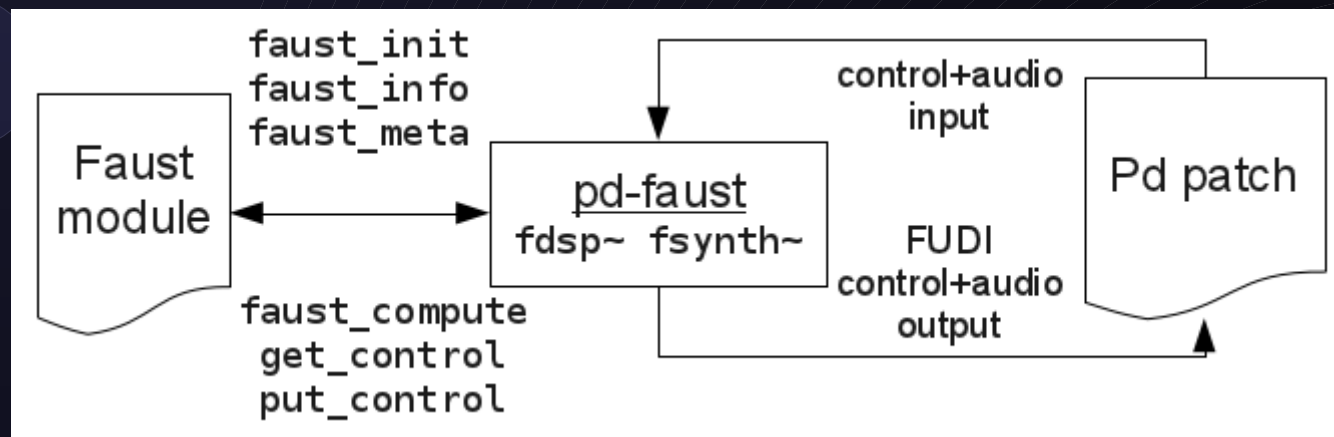 faust_init
faust_info
faust_meta
Faust
module
faust_compute
get_control
put_control
pd-faust
fdsp~ fsynth~
control+audio
input
FUDI
control+audio
output
Pd patch